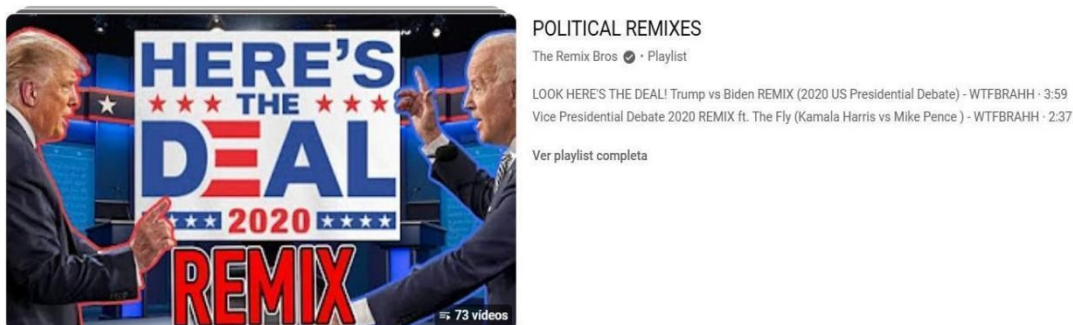 HERE'S
THE
DEAL
2020
REMIX
73 vídeos
POLITICAL REMIXES
The Remix Bros • Playlist
LOOK HERE'S THE DEAL! Trump vs Biden REMIX (2020 US Presidential Debate) - WTFBRAHH · 3:59
Vice Presidential Debate 2020 REMIX ft. The Fly (Kamala Harris vs Mike Pence ) - WTFBRAHH · 2:37
Ver playlist completa